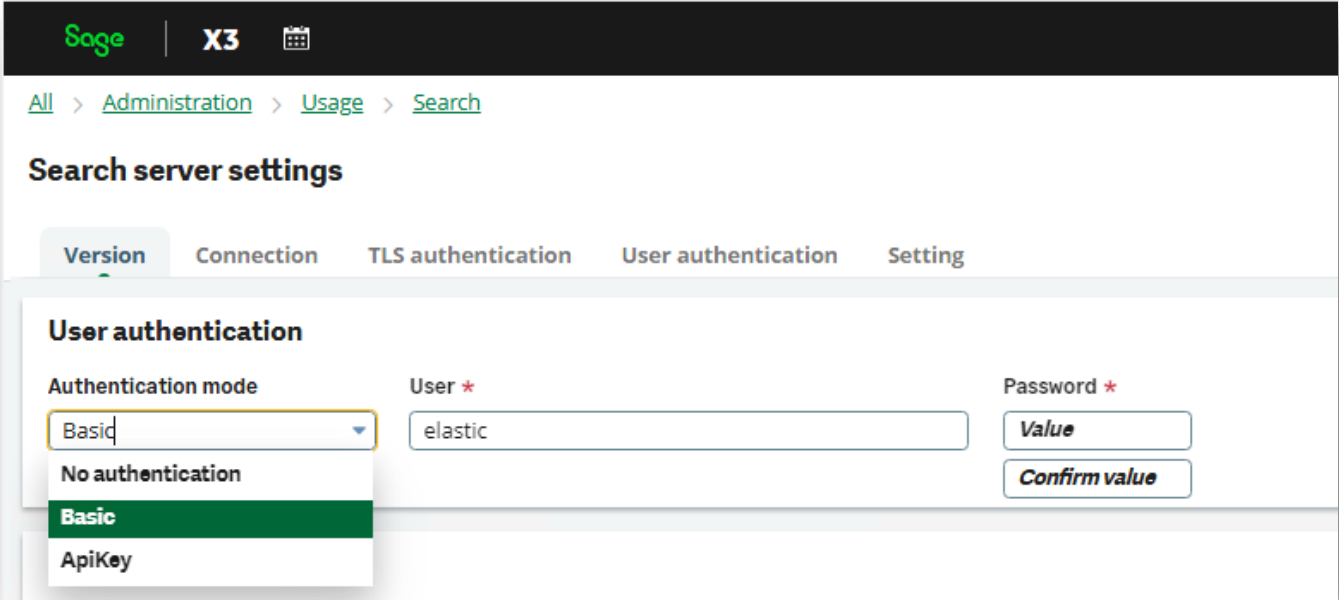 Sage X3
All > Administration > Usage > Search
Search server settings
Version Connection TLS authentication User authentication Setting
User authentication
Authentication mode User * Password *
Basic elastic Value
Confirm value
No authentication
Basic
ApiKey